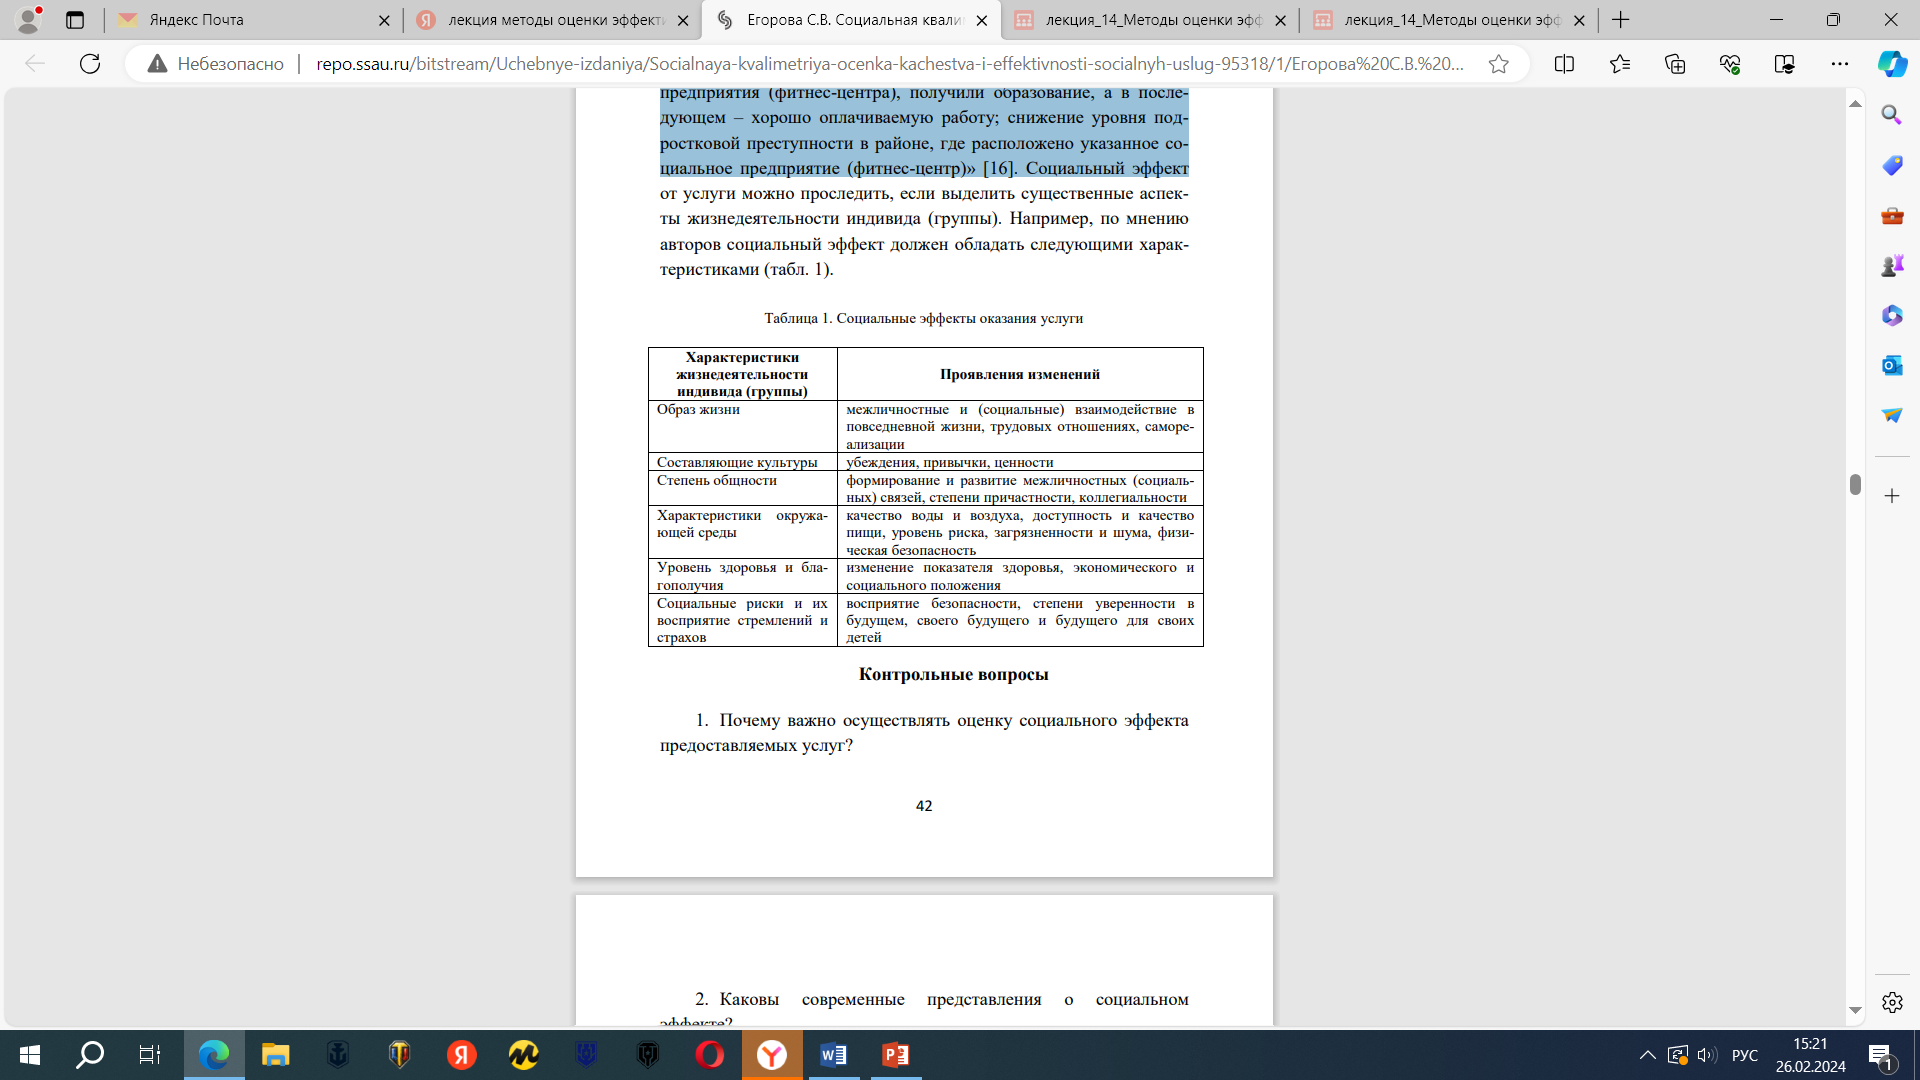 Яндекс Почта
лекция методы оценки эффекти
Егорова С.В. Социальная квали
лекция_14_Методы оценки эфф
лекция_14_Методы оценки эфф
Небезопасно
repo.ssau.ru/bitstream/Uchebnye-izdaniya/Socialnaya-kvalimetriya-ocenka-kachestva-i-effektivnosti-socialnyh-uslug-95318/1/Егорова%20С.В.%20...
предприятия (фитнес-центра), получили образование, а в после-
дующем – хорошо оплачиваемую работу; снижение уровня под-
ростковой преступности в районе, где расположено указанное со-
циальное предприятие (фитнес-центр)» [16]. Социальный эффект
от услуги можно проследить, если выделить существенные аспек-
ты жизнедеятельности индивида (группы). Например, по мнению
авторов социальный эффект должен обладать следующими харак-
теристиками (табл. 1).
Таблица 1. Социальные эффекты оказания услуги
Характеристики
жизнедеятельности
индивида (группы)
Проявления изменений
Образ жизни
межличностные и (социальные) взаимодействие в
повседневной жизни, трудовых отношениях, саморе-
ализации
Составляющие культуры
убеждения, привычки, ценности
Степень общности
формирование и развитие межличностных (социаль-
ных) связей, степени причастности, коллегиальности
Характеристики окружа-
ющей среды
качество воды и воздуха, доступность и качество
пищи, уровень риска, загрязненности и шума, физи-
ческая безопасность
Уровень здоровья и бла-
гополучия
изменение показателя здоровья, экономического и
социального положения
Социальные риски и их
восприятие стремлений и
страхов
восприятие безопасности, степени уверенности в
будущем, своего будущего и будущего для своих
детей
Контрольные вопросы
1. Почему важно осуществлять оценку социального эффекта
предоставляемых услуг?
42
2. Каковы современные представления о социальном
эффекте?
РУС
15:21
26.02.2024
1